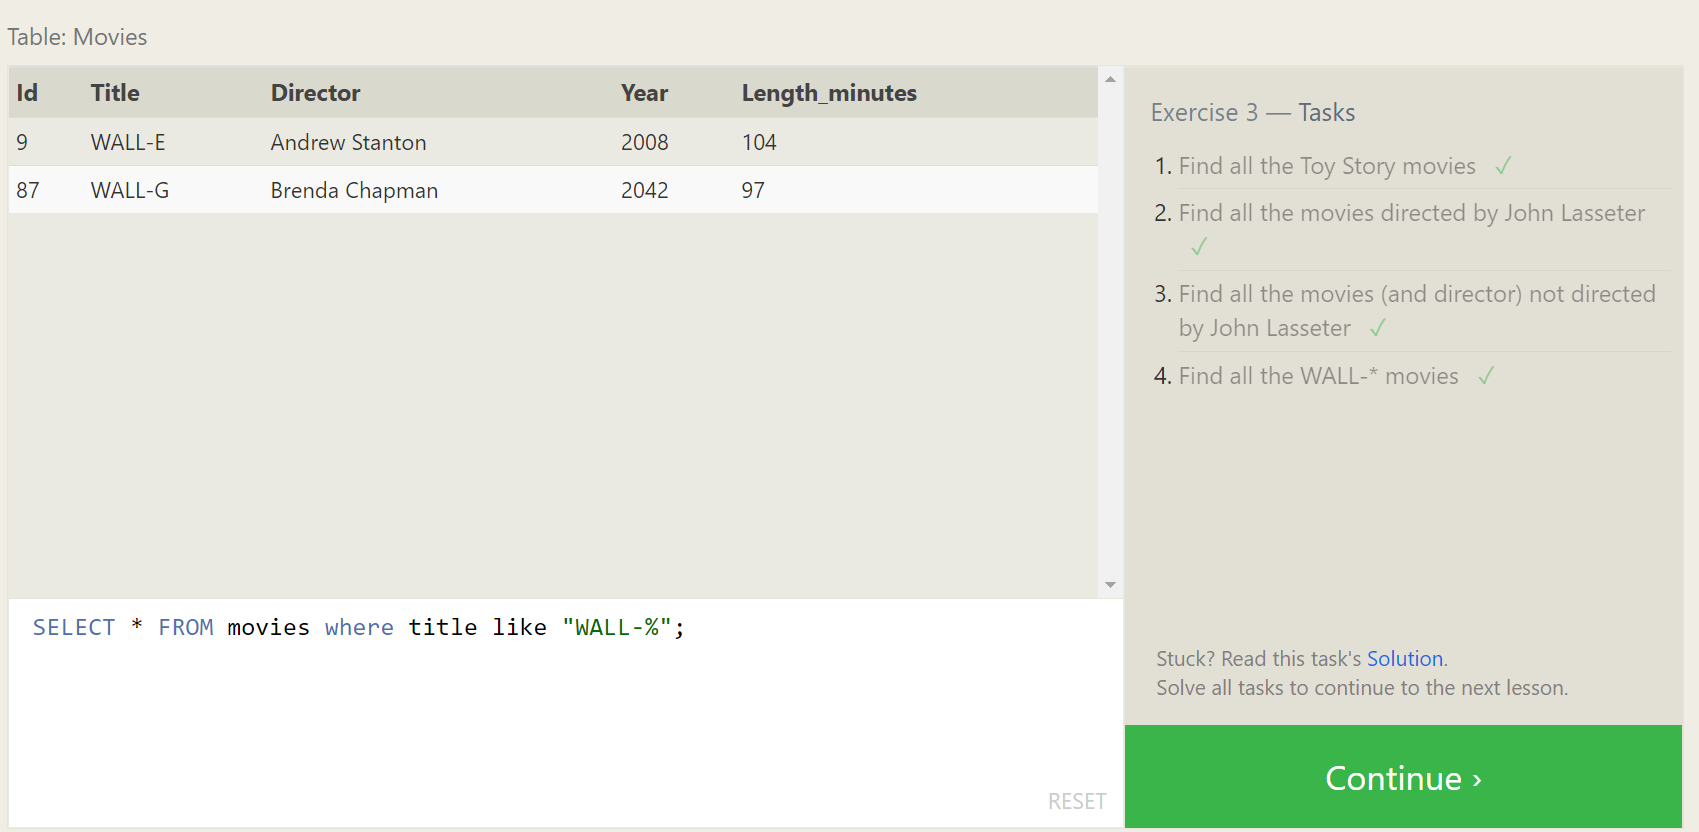 Table: Movies
Id Title Director Year Length_minutes
9 WALL-E Andrew Stanton 2008 104
87 WALL-G Brenda Chapman 2042 97
SELECT * FROM movies where title like "WALL-%";
RESET
Exercise 3 — Tasks
1. Find all the Toy Story movies ✓
2. Find all the movies directed by John Lasseter
✓
3. Find all the movies (and director) not directed
by John Lasseter ✓
4. Find all the WALL-* movies ✓
Stuck? Read this task's Solution.
Solve all tasks to continue to the next lesson.
Continue ›